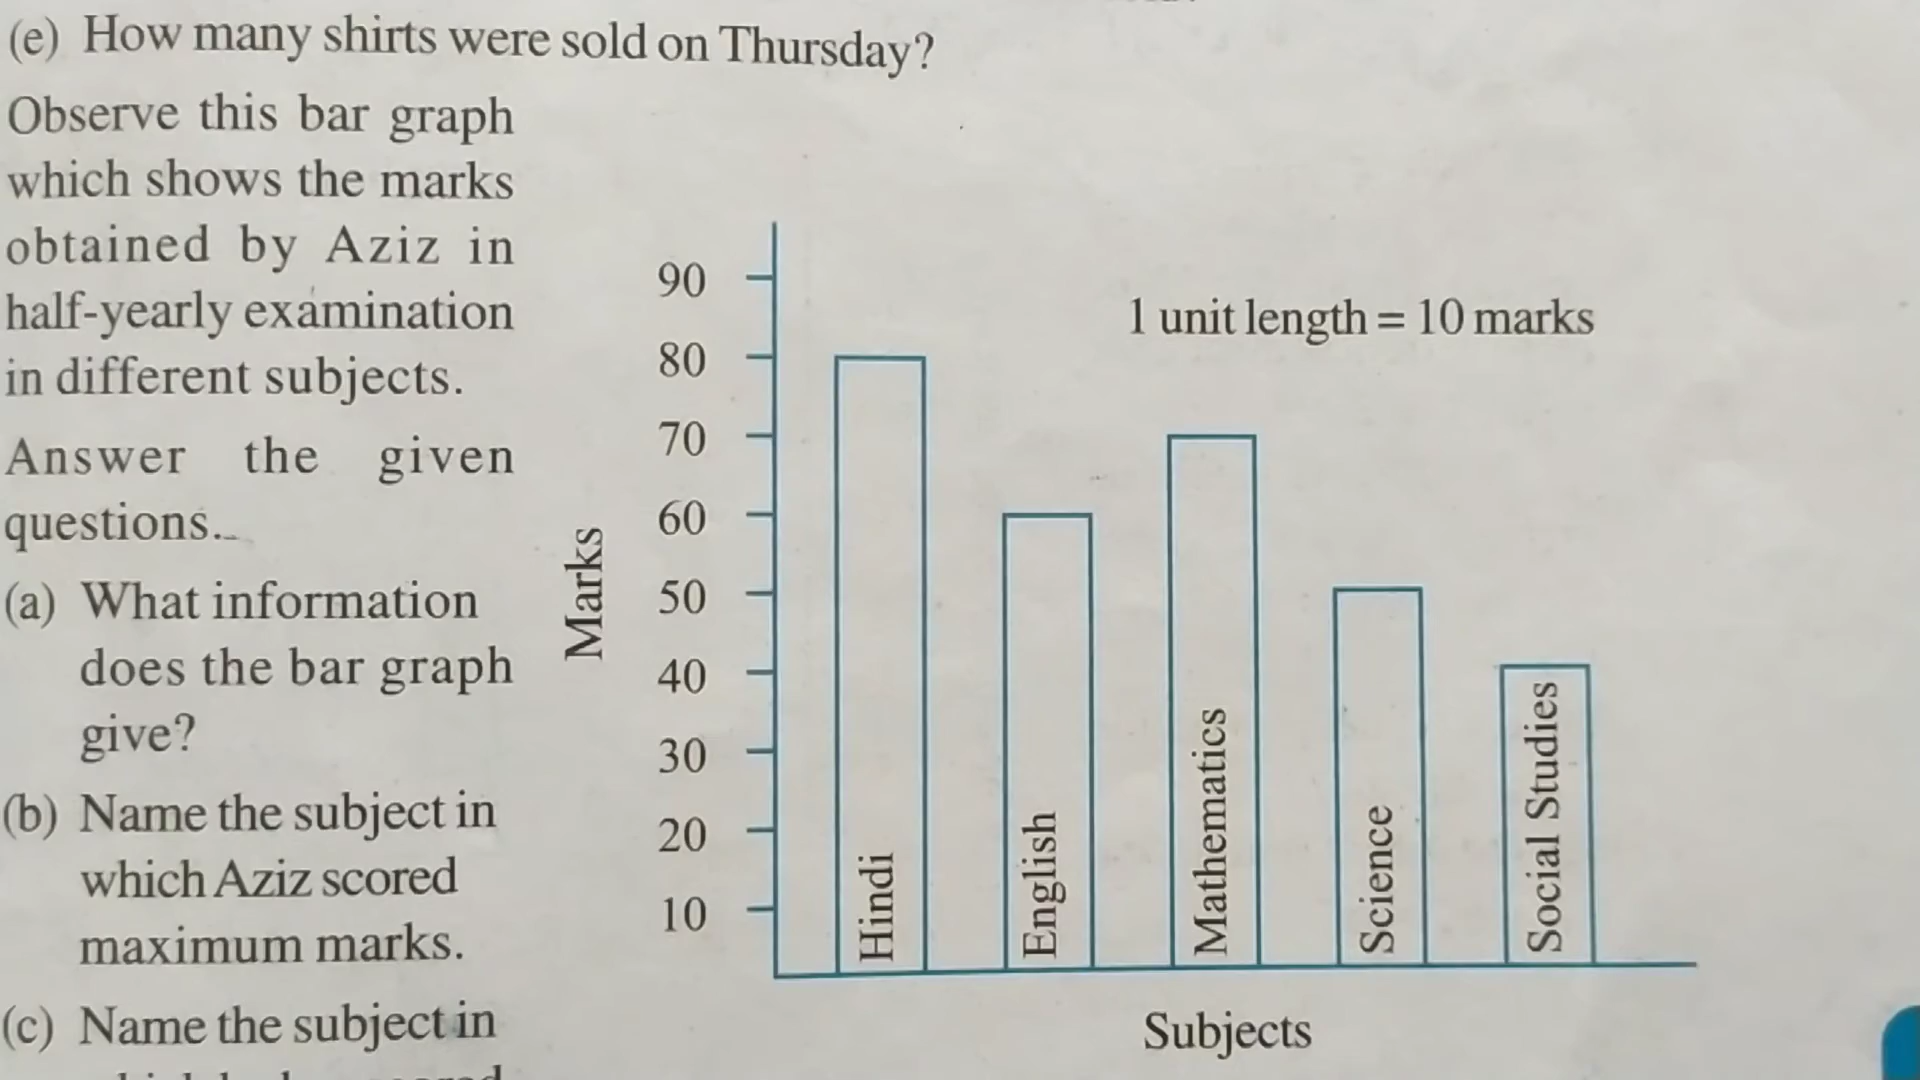 (e) How many shirts were sold on Thursday?
Observe this bar graph
which shows the marks
obtained by Aziz in
half-yearly examination
in different subjects.
Answer the given
questions.
(a) What information
does the bar graph
give?
(b) Name the subject in
which Aziz scored
maximum marks.
(c) Name the subject in
1 unit length = 10 marks
Marks
90
80
70
60
50
40
30
20
10
Hindi
English
Mathematics
Science
Social Studies
Subjects